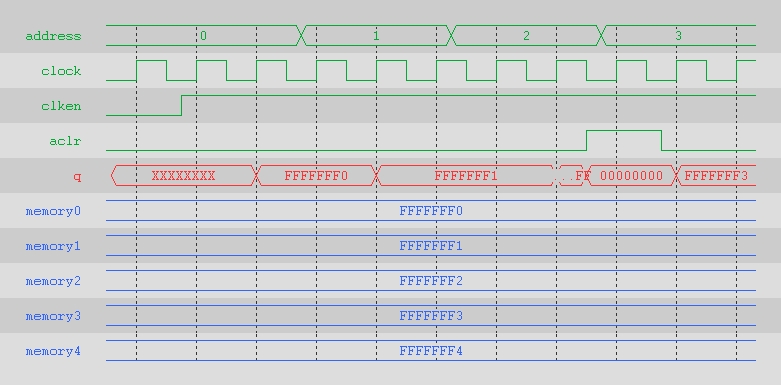 address 0 1 2 3
clock
clken
aclr
q XXXXXXXX FFFFFFF0 FFFFFFF1 ...FF 00000000 FFFFFFF3
memory0 FFFFFFF0
memory1 FFFFFFF1
memory2 FFFFFFF2
memory3 FFFFFFF3
memory4 FFFFFFF4